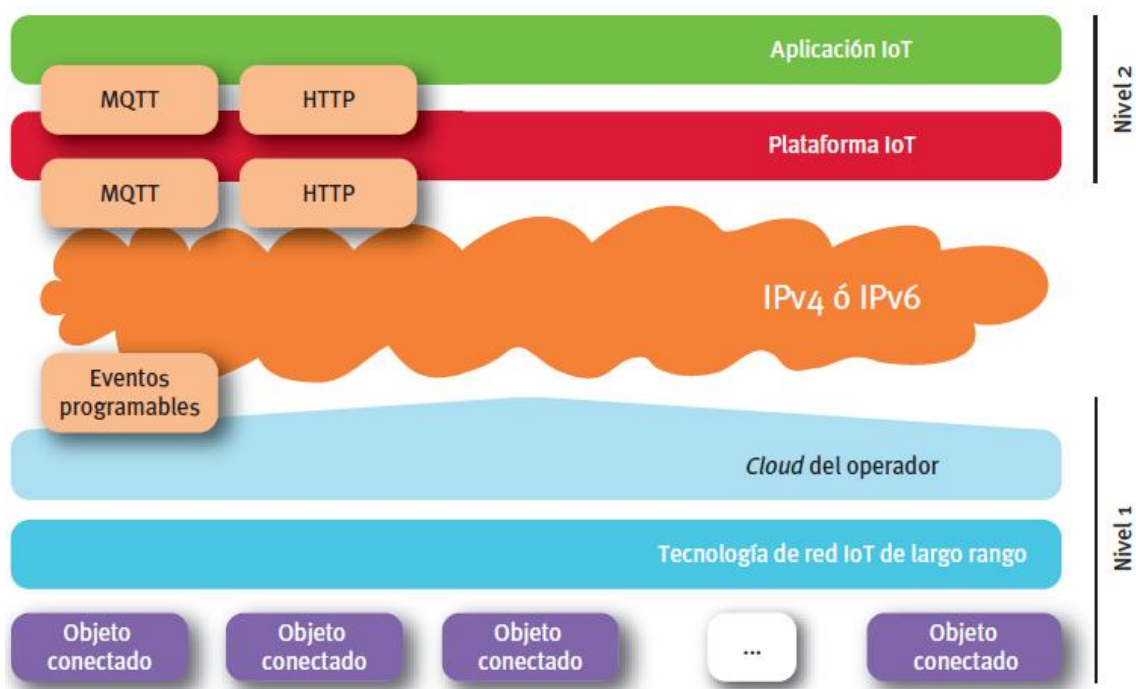 Aplicación IoT
MQTT
HTTP
Plataforma IoT
MQTT
HTTP
Nivel 2
IPv4 ó IPv6
Eventos
programables
Cloud del operador
Tecnología de red IoT de largo rango
Objeto
conectado
Objeto
conectado
Objeto
conectado
...
Objeto
conectado
Nivel 1